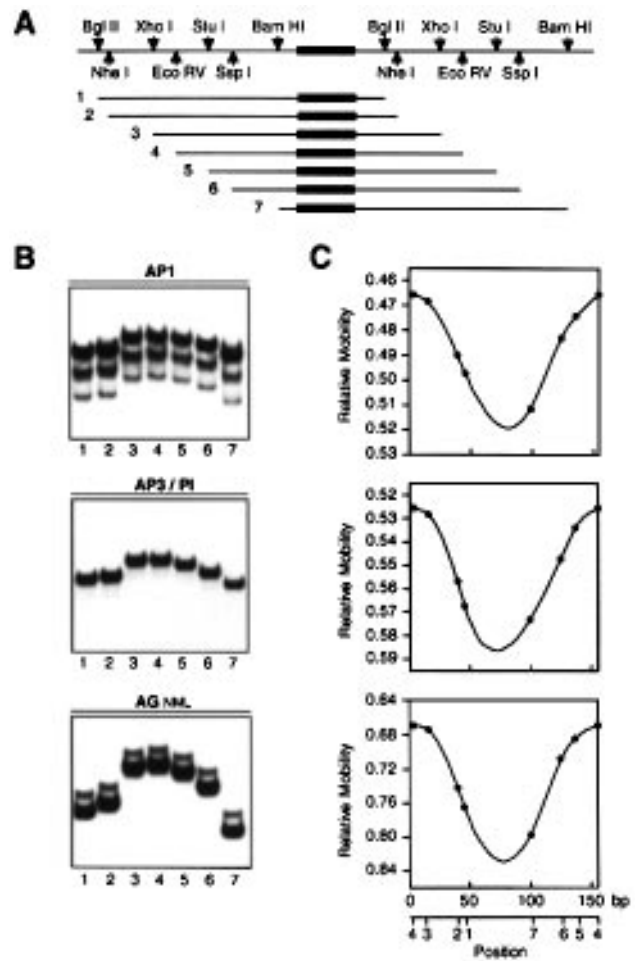 A
Bgl II Xho I Stu I Bam HI Bgl II Xho I Stu I Bam HI
Nhe I Eco RV Ssp I Nhe I Eco RV Ssp I
1
2
3
4
5
6
7
B
AP1
1 2 3 4 5 6 7
AP3 / PI
1 2 3 4 5 6 7
AG NML
1 2 3 4 5 6 7
C
Relative Mobility
0.46
0.47
0.48
0.49
0.50
0.51
0.52
0.53
Relative Mobility
0.52
0.53
0.54
0.55
0.56
0.57
0.58
0.59
Relative Mobility
0.64
0.68
0.72
0.76
0.80
0.84
0 50 100 150 bp
4 3 2 1 7 6 5 4
Position